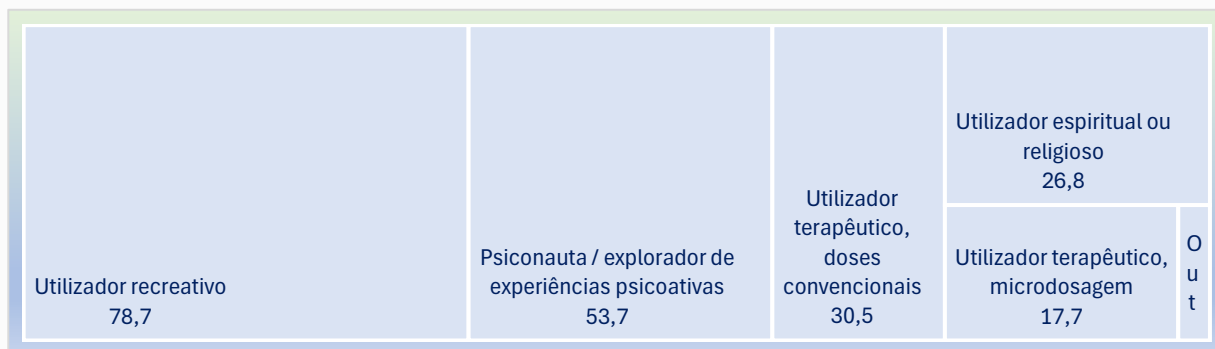 Utilizador recreativo
78,7
Psiconauta / explorador de
experiências psicoativas
53,7
Utilizador
terapêutico,
doses
convencionais
30,5
Utilizador espiritual ou
religioso
26,8
Utilizador terapêutico,
microdosagem
17,7
O
u
t